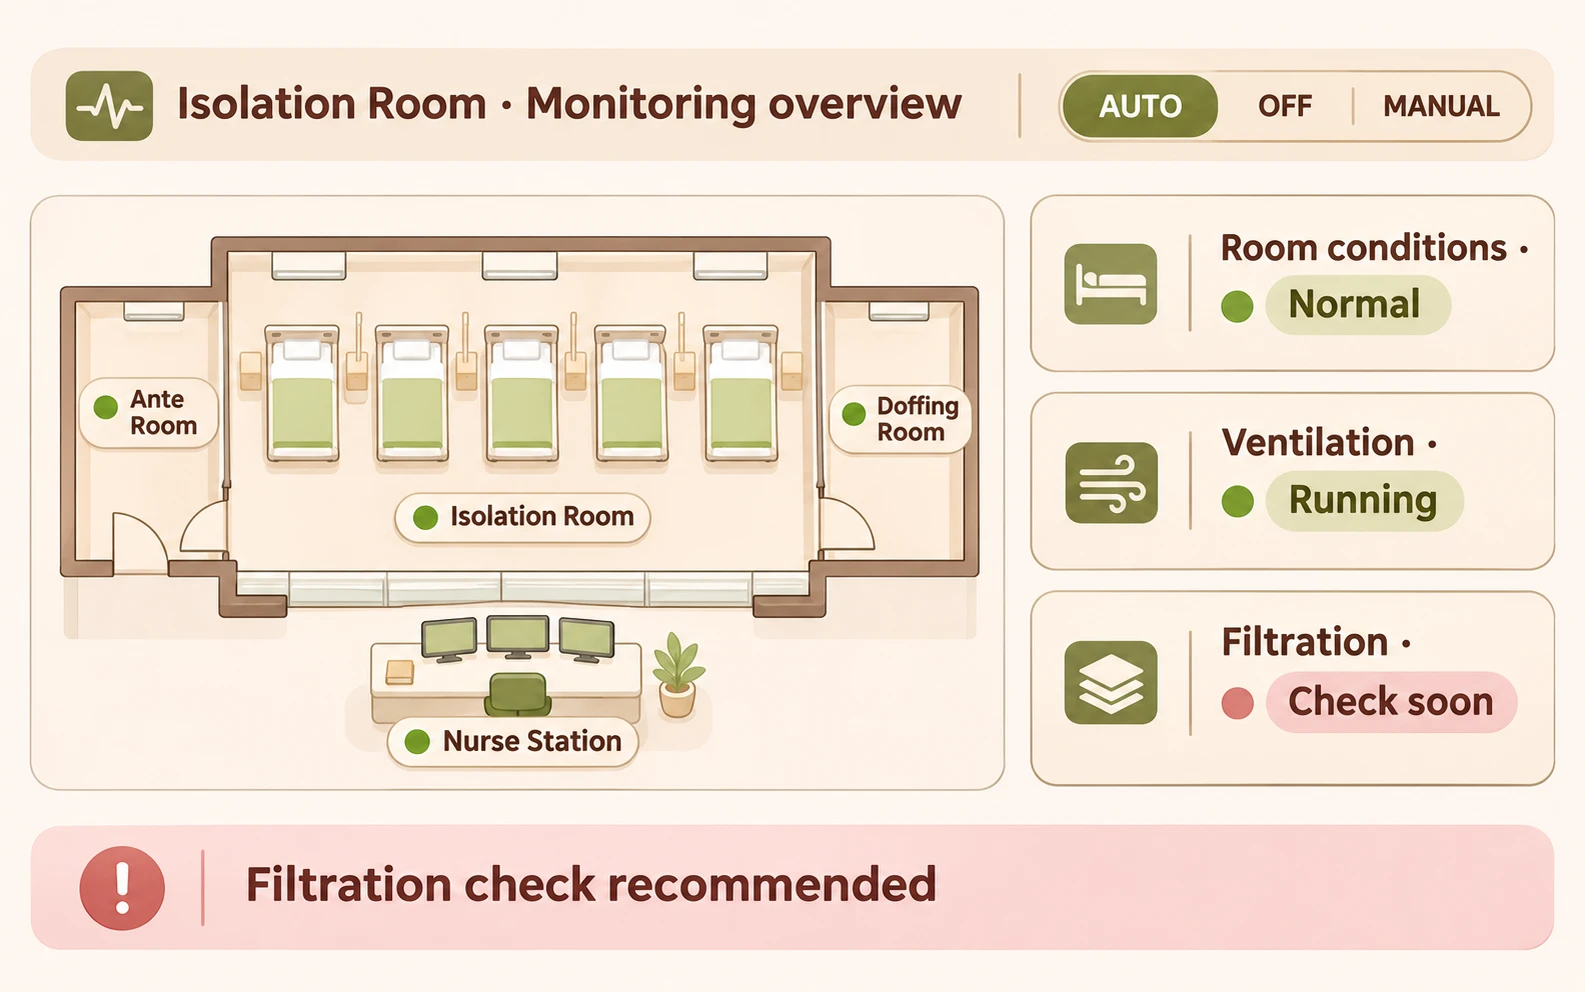 Isolation Room · Monitoring overview
AUTO
OFF
MANUAL
Ante
Room
Doffing
Room
Isolation Room
Nurse Station
Room conditions ·
Normal
Ventilation ·
Running
Filtration ·
Check soon
Filtration check recommended